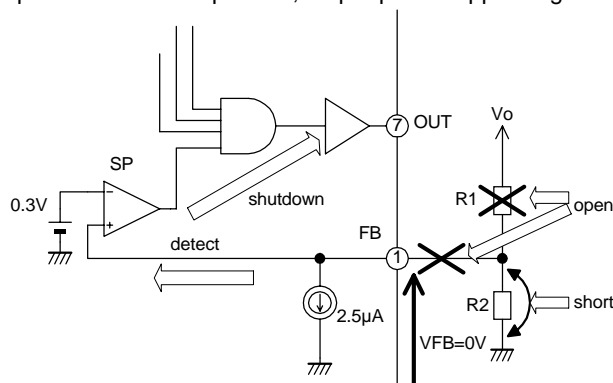 7 OUT
Vo
SP
R1
0.3V
shutdown
open
FB
detect
1
R2
short
2.5µA
VFB=0V